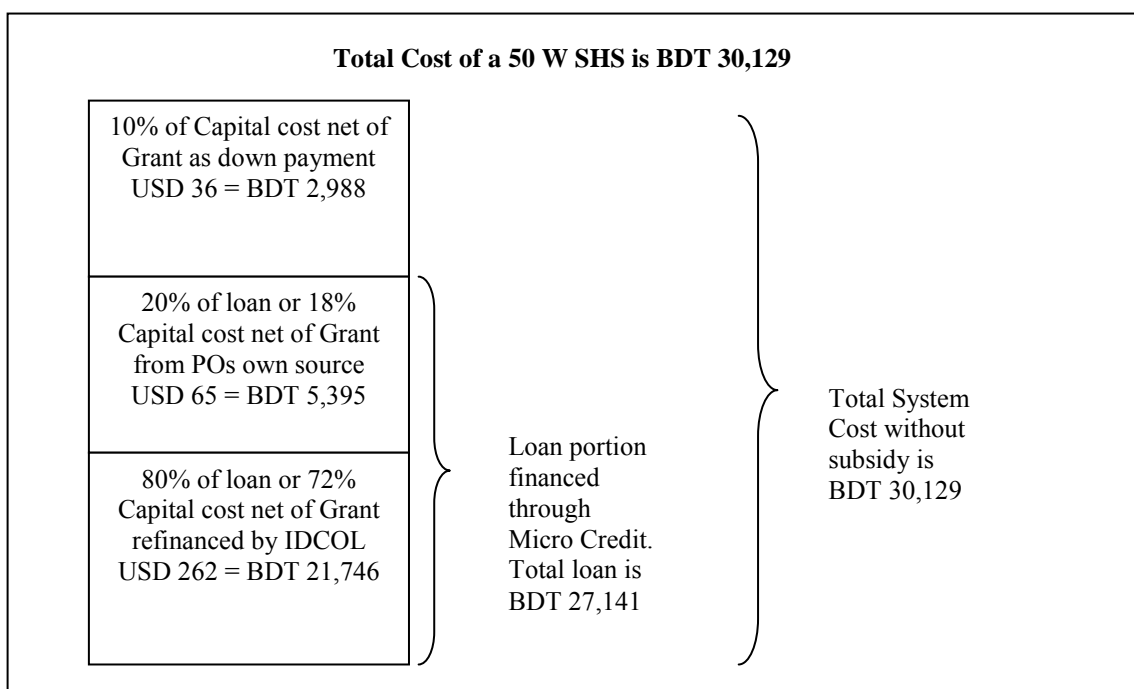 Total Cost of a 50 W SHS is BDT 30,129
10% of Capital cost net of
Grant as down payment
USD 36 = BDT 2,988
20% of loan or 18%
Capital cost net of Grant
from POs own source
USD 65 = BDT 5,395
80% of loan or 72%
Capital cost net of Grant
refinanced by IDCOL
USD 262 = BDT 21,746
Loan portion
financed
through
Micro Credit.
Total loan is
BDT 27,141
Total System
Cost without
subsidy is
BDT 30,129